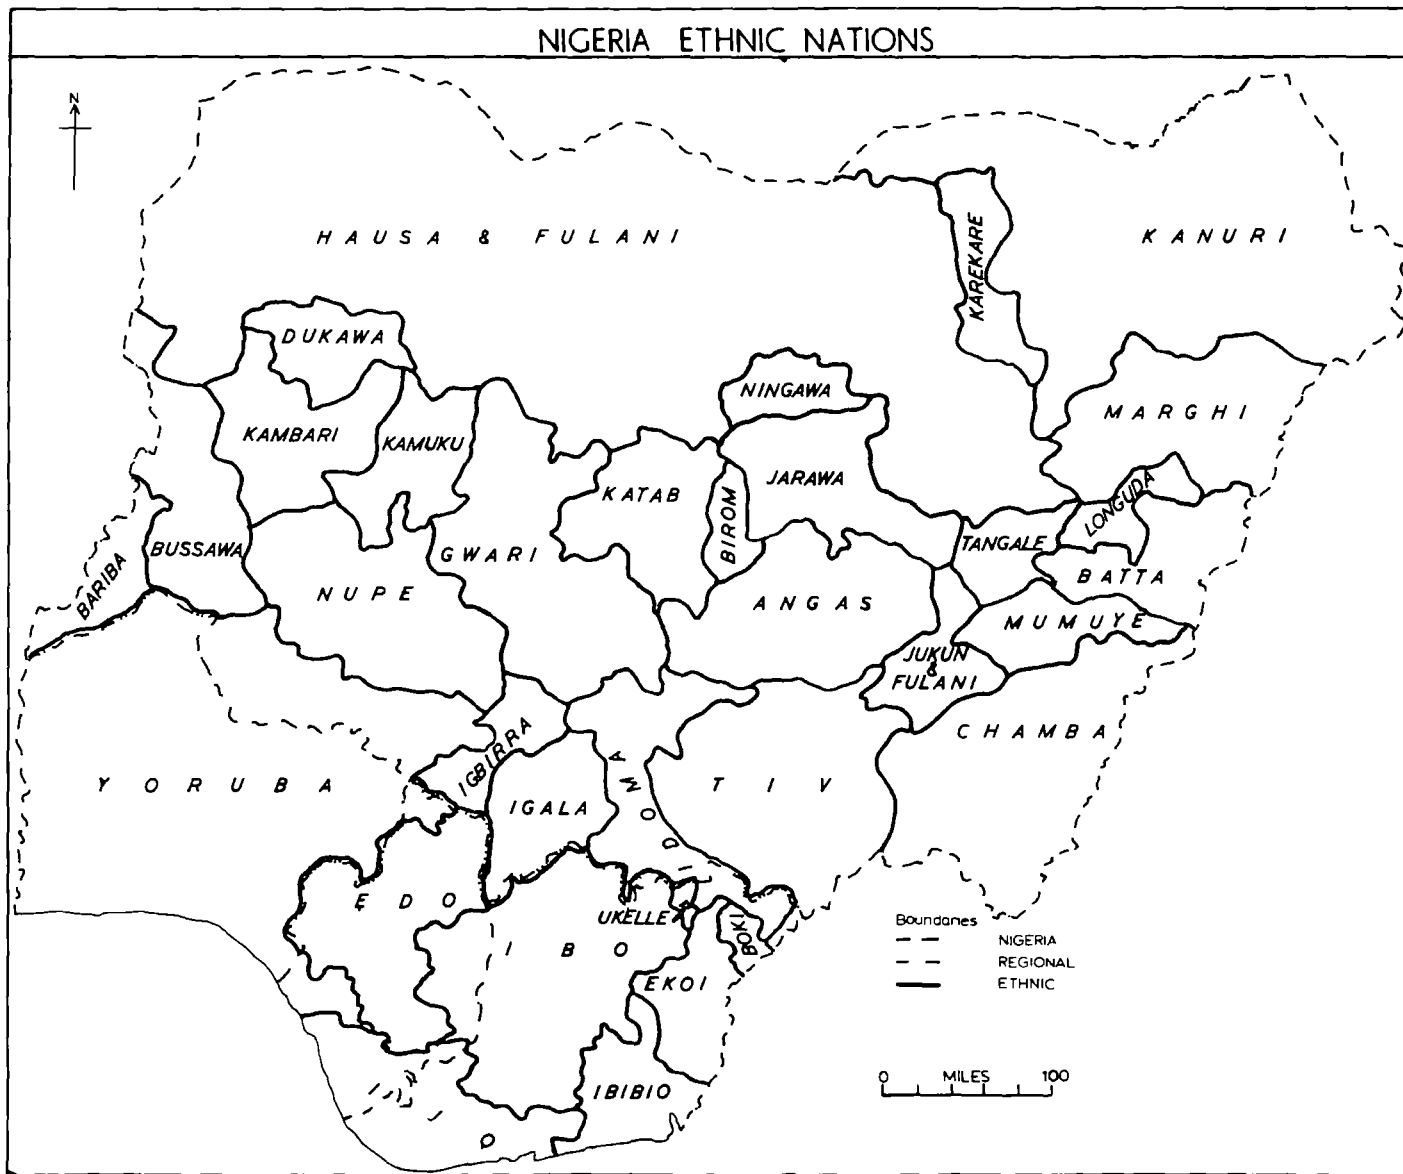 NIGERIA ETHNIC NATIONS
N
HAUSA & FULANI
KANURI
KAREKARE
DUKAWA
NINGAWA
MARGHI
KAMBARI
KAMUKU
KATAB
JARAWA
BIROM
LONGUDA
BARIBA
BUSSAWA
GWARI
TANGALE
BATTA
NUPE
ANGAS
MUMUYE
JUKUN
&
FULANI
CHAMBA
YORUBA
IGBIRRA
IGALA
IDOMA
TIV
ẸDO
IBO
UKELLE
BOKI
EKOI
IBIBIO
Boundaries
NIGERIA
REGIONAL
ETHNIC
0 MILES 100